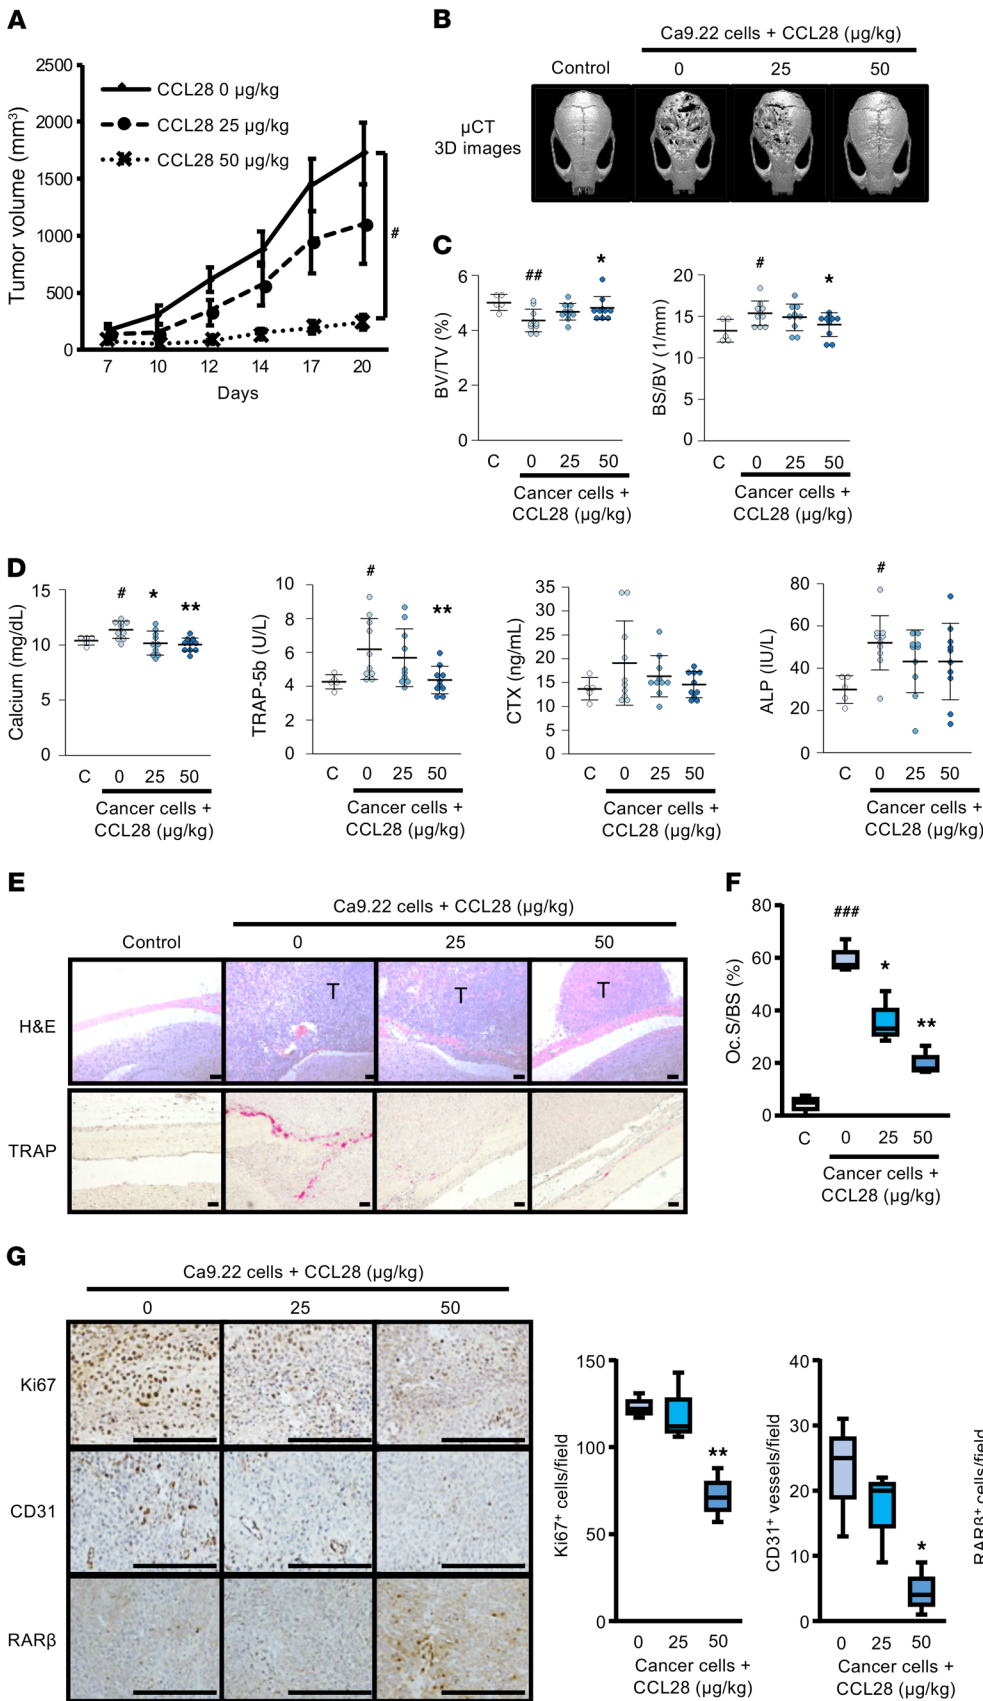 A
2500
2000
1500
1000
500
0
Tumor volume (mm³)
CCL28 0 µg/kg
CCL28 25 µg/kg
CCL28 50 µg/kg
#
7 10 12 14 17 20
Days
B
Ca9.22 cells + CCL28 (µg/kg)
Control 0 25 50
µCT
3D images
C
6
4
2
0
BV/TV (%)
## *
C 0 25 50
Cancer cells +
CCL28 (µg/kg)
20
15
10
5
0
BS/BV (1/mm)
# *
C 0 25 50
Cancer cells +
CCL28 (µg/kg)
D
15
10
5
0
Calcium (mg/dL)
# * **
C 0 25 50
Cancer cells +
CCL28 (µg/kg)
10
8
6
4
2
0
TRAP-5b (U/L)
# **
C 0 25 50
Cancer cells +
CCL28 (µg/kg)
35
30
25
20
15
10
5
0
CTX (ng/mL)
C 0 25 50
Cancer cells +
CCL28 (µg/kg)
80
60
40
20
0
ALP (IU/L)
#
C 0 25 50
Cancer cells +
CCL28 (µg/kg)
E
Ca9.22 cells + CCL28 (µg/kg)
Control 0 25 50
H&E
T T T
TRAP
F
80
60
40
20
0
Oc.S/BS (%)
### * **
C 0 25 50
Cancer cells +
CCL28 (µg/kg)
G
Ca9.22 cells + CCL28 (µg/kg)
0 25 50
Ki67
CD31
RARβ
150
100
50
0
Ki67⁺ cells/field
**
0 25 50
Cancer cells +
CCL28 (µg/kg)
40
30
20
10
0
CD31⁺ vessels/field
*
0 25 50
Cancer cells +
CCL28 (µg/kg)
RARβ⁺ cells/field